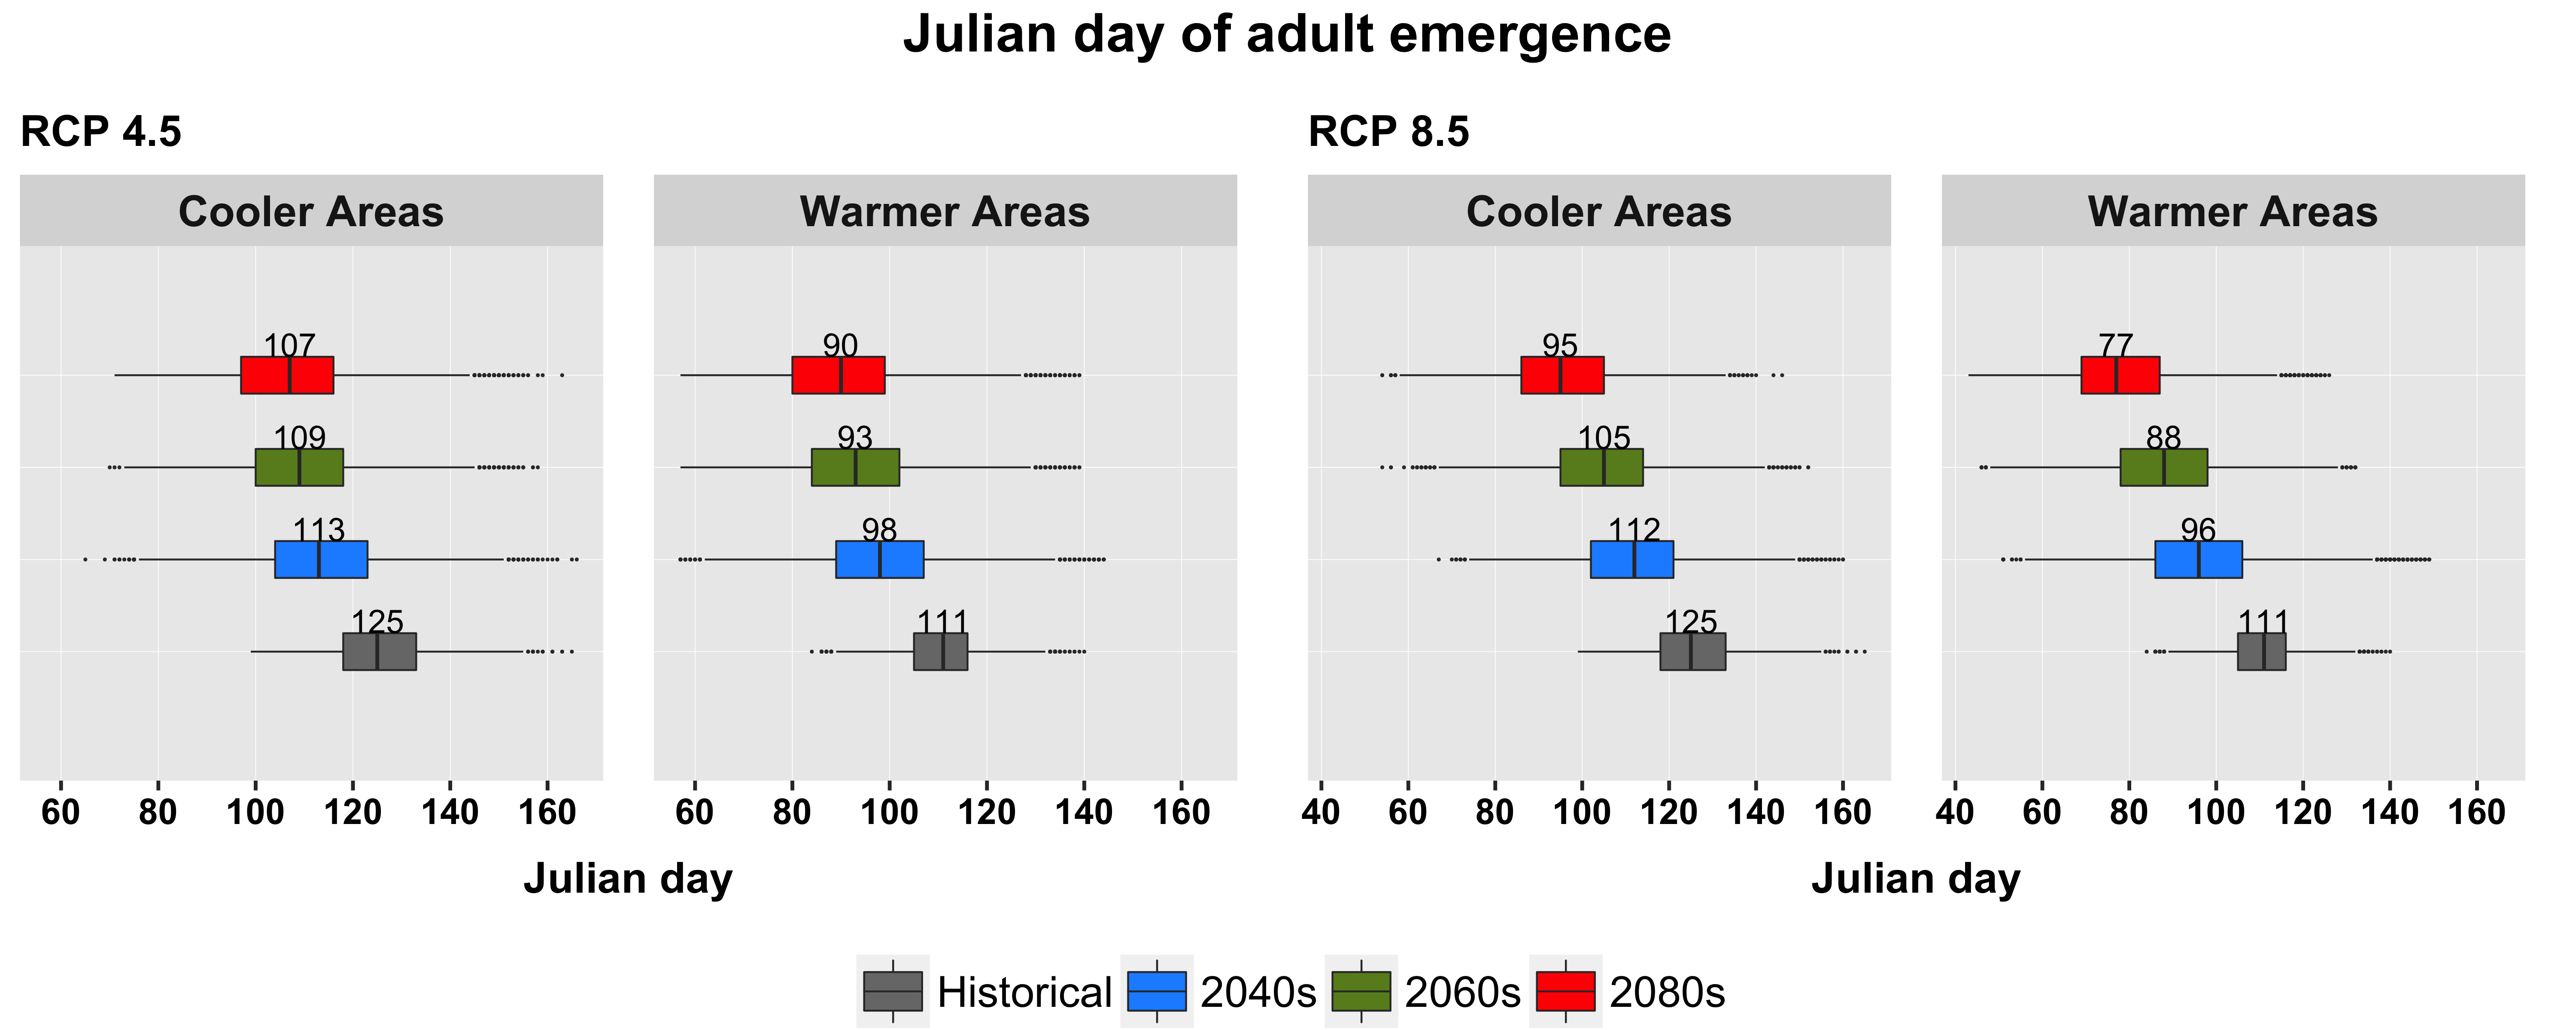 Julian day of adult emergence
RCP 4.5
RCP 8.5
Cooler Areas
Warmer Areas
Cooler Areas
Warmer Areas
107
90
95
77
109
93
105
88
113
98
112
96
125
111
125
111
60 80 100 120 140 160
60 80 100 120 140 160
40 60 80 100 120 140 160
40 60 80 100 120 140 160
Julian day
Julian day
Historical 2040s 2060s 2080s